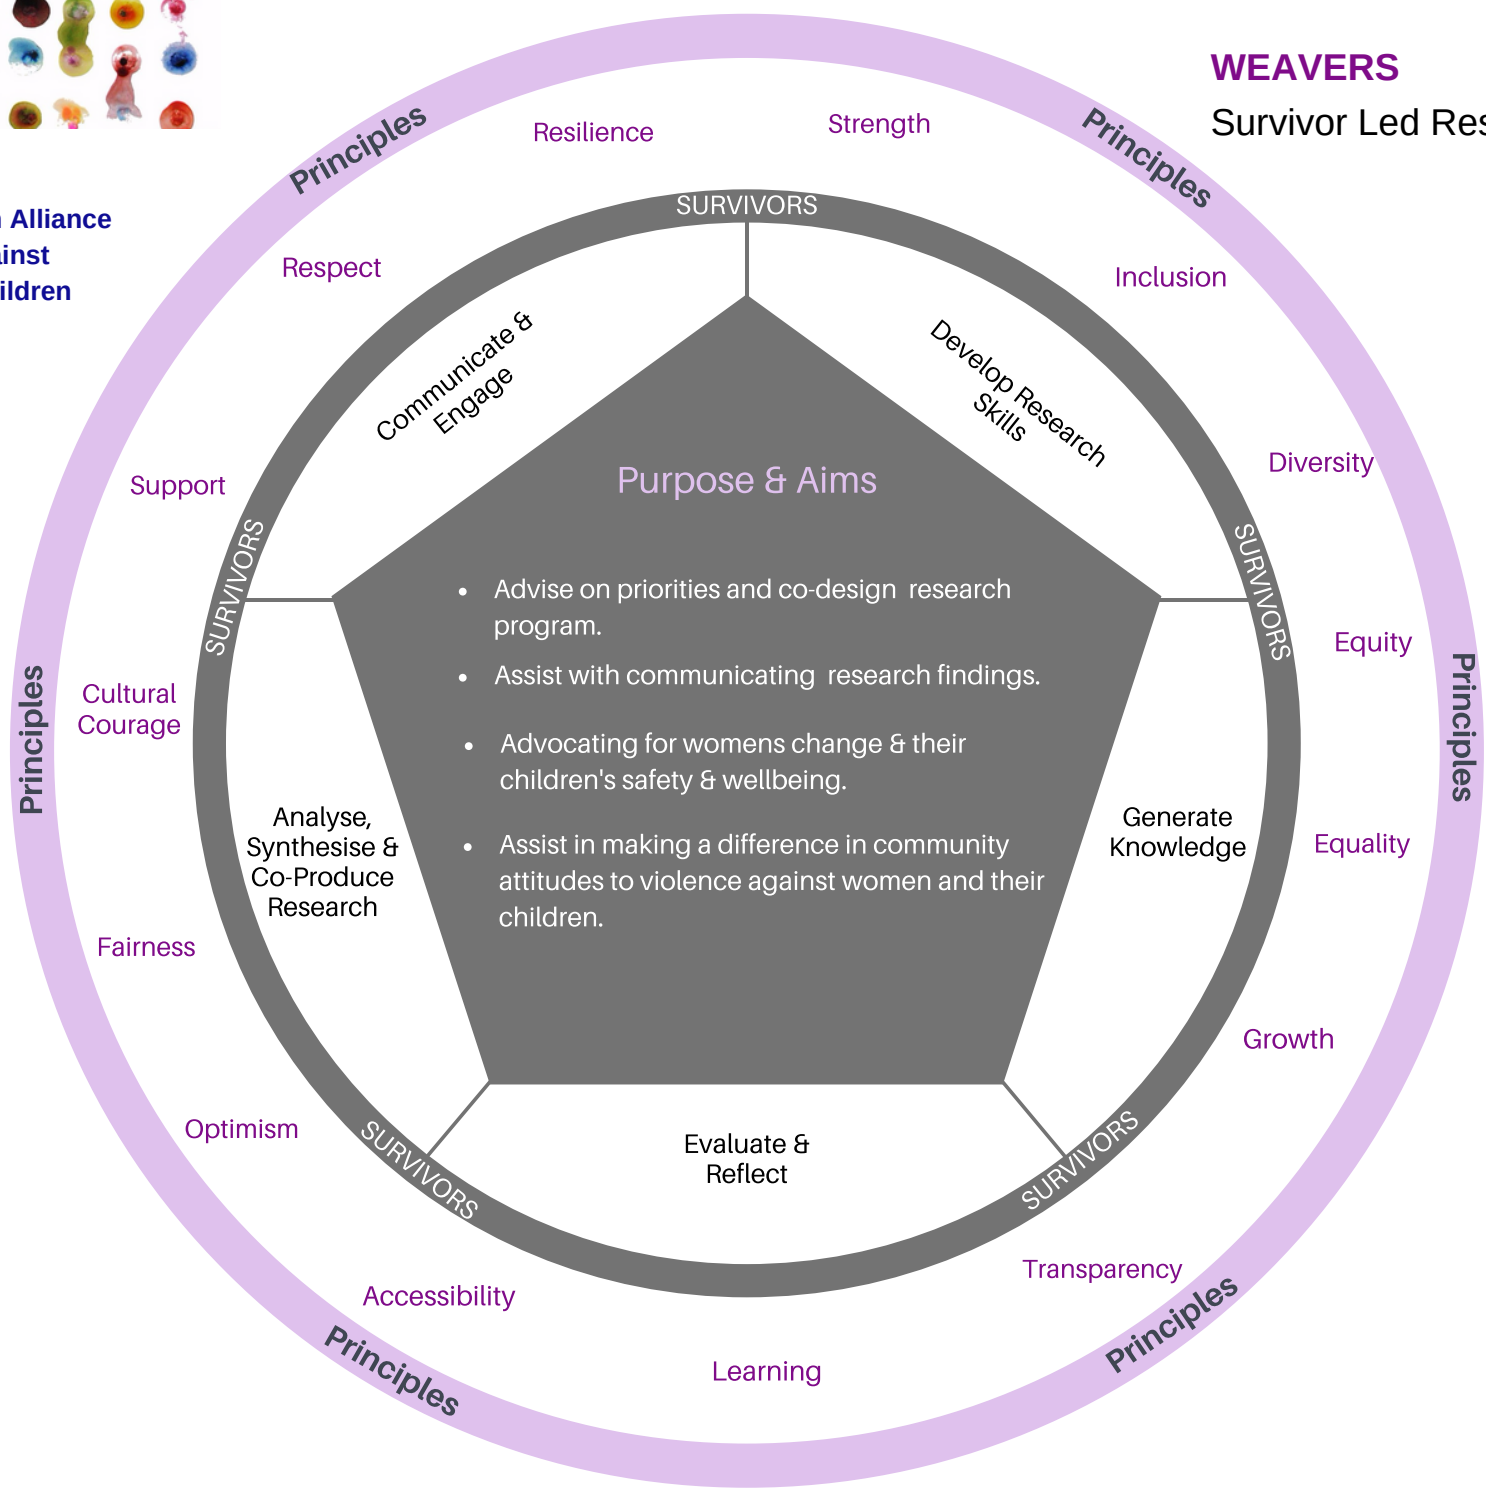 WEAVERS
Survivor Led
Alliance
Principles
Principles
Principles
Principles
Principles
Principles
Resilience
Strength
Respect
Inclusion
Support
Diversity
Cultural
Courage
Equity
Equality
Fairness
Growth
Optimism
Transparency
Accessibility
Learning
SURVIVORS
SURVIVORS
SURVIVORS
SURVIVORS
SURVIVORS
Communicate &
Engage
Develop Research
Skills
Analyse,
Synthesise &
Co-Produce
Research
Generate
Knowledge
Evaluate &
Reflect
Purpose & Aims
• Advise on priorities and co-design research
program.
• Assist with communicating research findings.
• Advocating for womens change & their
children's safety & wellbeing.
• Assist in making a difference in community
attitudes to violence against women and their
children.